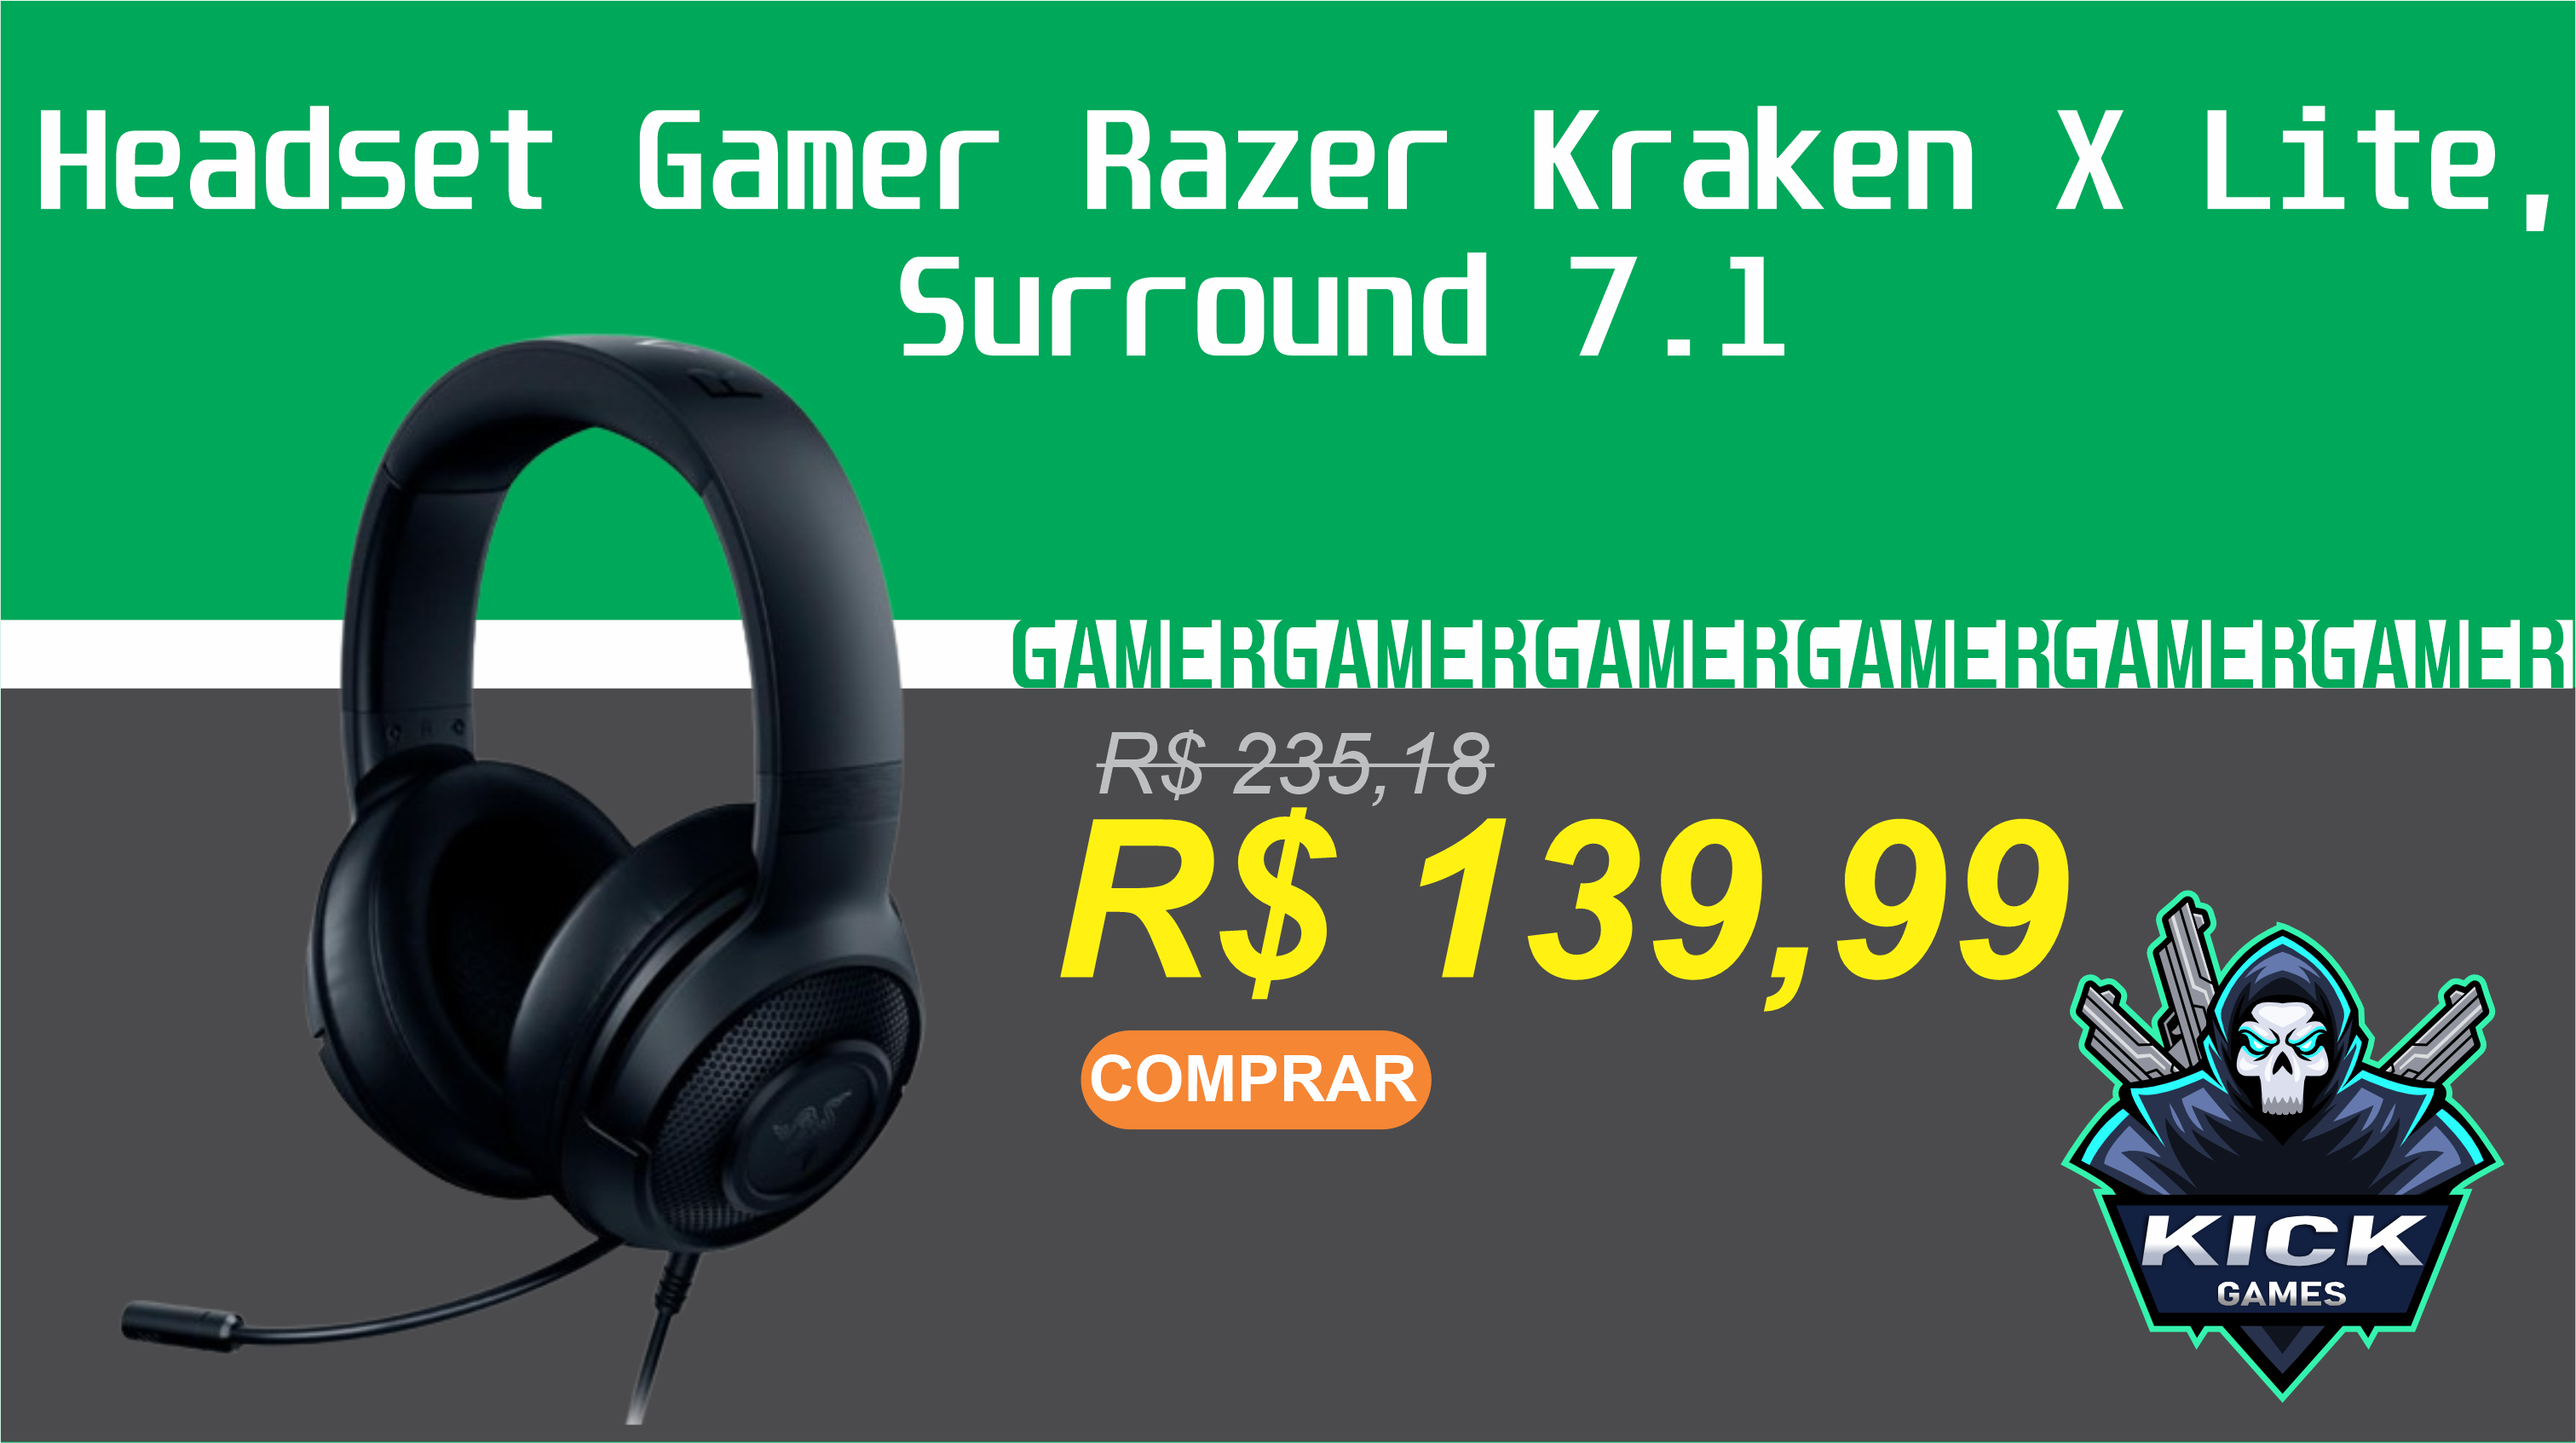 Headset Gamer Razer Kraken X Lite,
Surround 7.1
GAMERGAMERGAMERGAMERGAMERGAMER
R$ 235,18
R$ 139,99
COMPRAR
KICK
GAMES